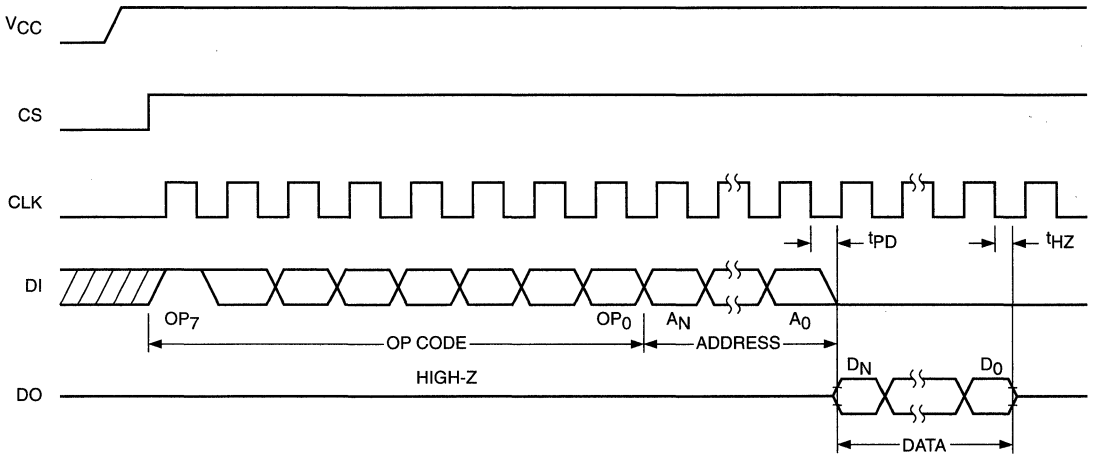 VCC
CS
CLK
tPD
tHZ
DI
OP7
OP0
AN
A0
OP CODE
ADDRESS
HIGH-Z
DN
D0
DO
DATA